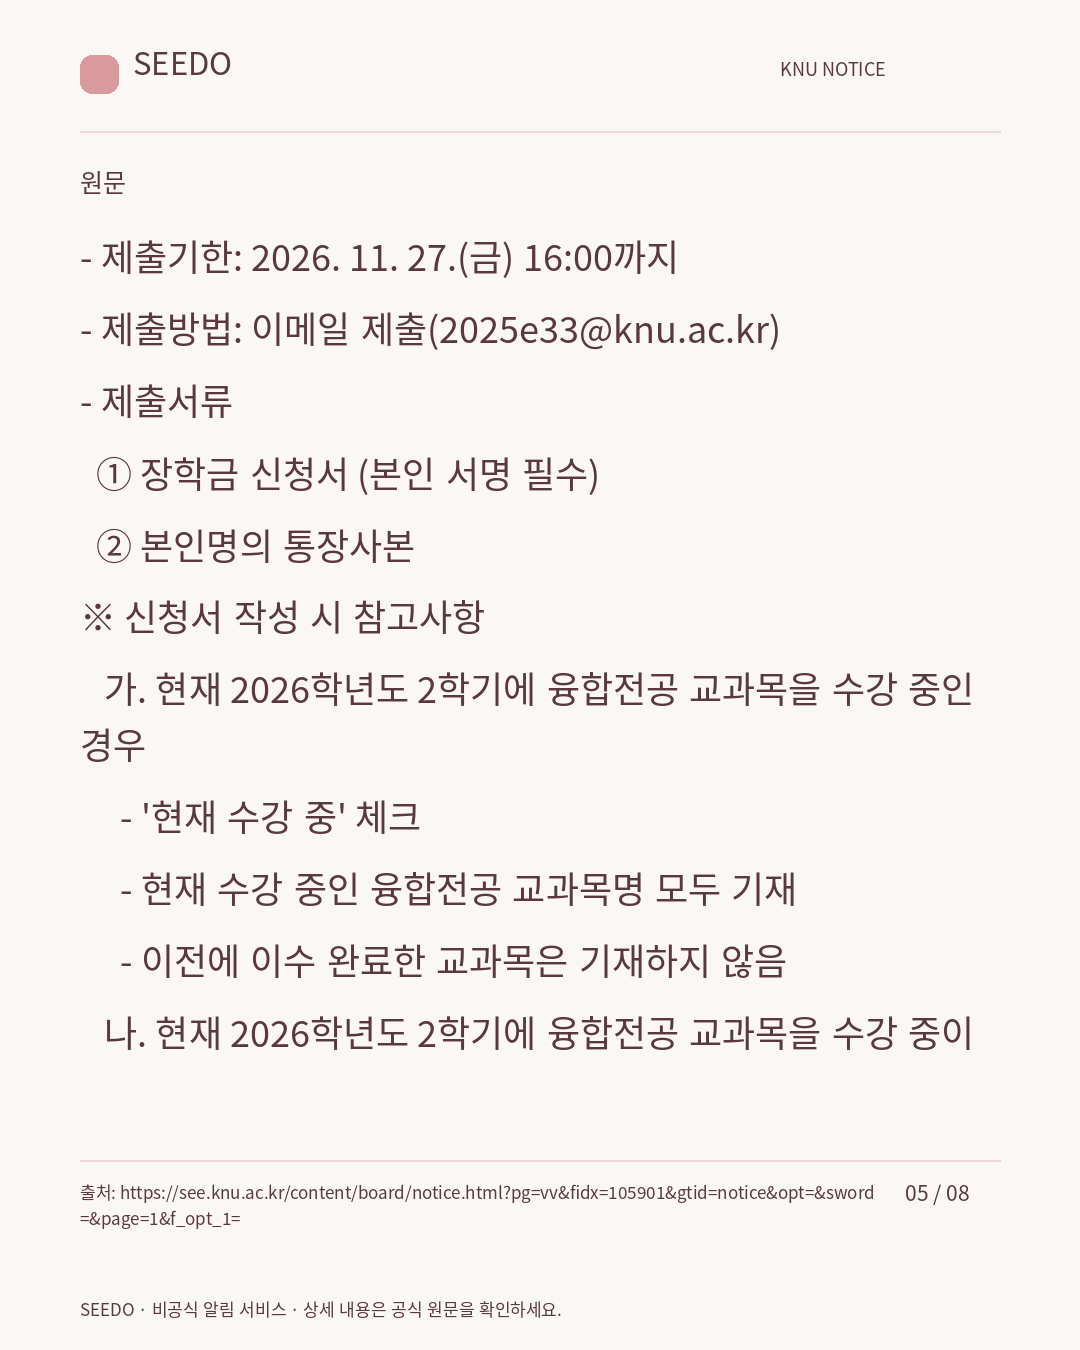 SEEDO
KNU NOTICE
원문
- 제출기한: 2026. 11. 27.(금) 16:00까지
- 제출방법: 이메일 제출(2025e33@knu.ac.kr)
- 제출서류
① 장학금 신청서 (본인 서명 필수)
② 본인명의 통장사본
※ 신청서 작성 시 참고사항
가. 현재 2026학년도 2학기에 융합전공 교과목을 수강 중인
경우
- '현재 수강 중' 체크
- 현재 수강 중인 융합전공 교과목명 모두 기재
- 이전에 이수 완료한 교과목은 기재하지 않음
나. 현재 2026학년도 2학기에 융합전공 교과목을 수강 중이
출처: https://see.knu.ac.kr/content/board/notice.html?pg=vv&fidx=105901&gtid=notice&opt=&sword
=&page=1&f_opt_1=
05 / 08
SEEDO · 비공식 알림 서비스 · 상세 내용은 공식 원문을 확인하세요.